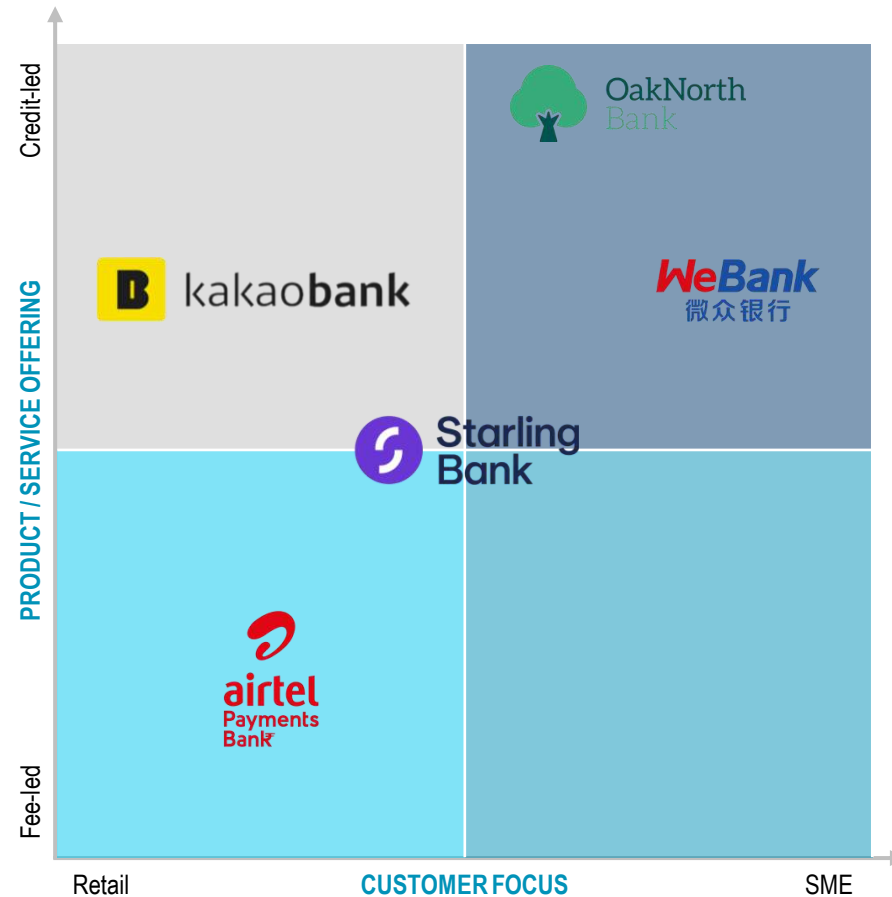 Credit-led
OakNorth
Bank
kakaobank
WeBank
微众银行
PRODUCT / SERVICE OFFERING
Starling
Bank
airtel
Payments
Bank
Fee-led
Retail
CUSTOMER FOCUS
SME